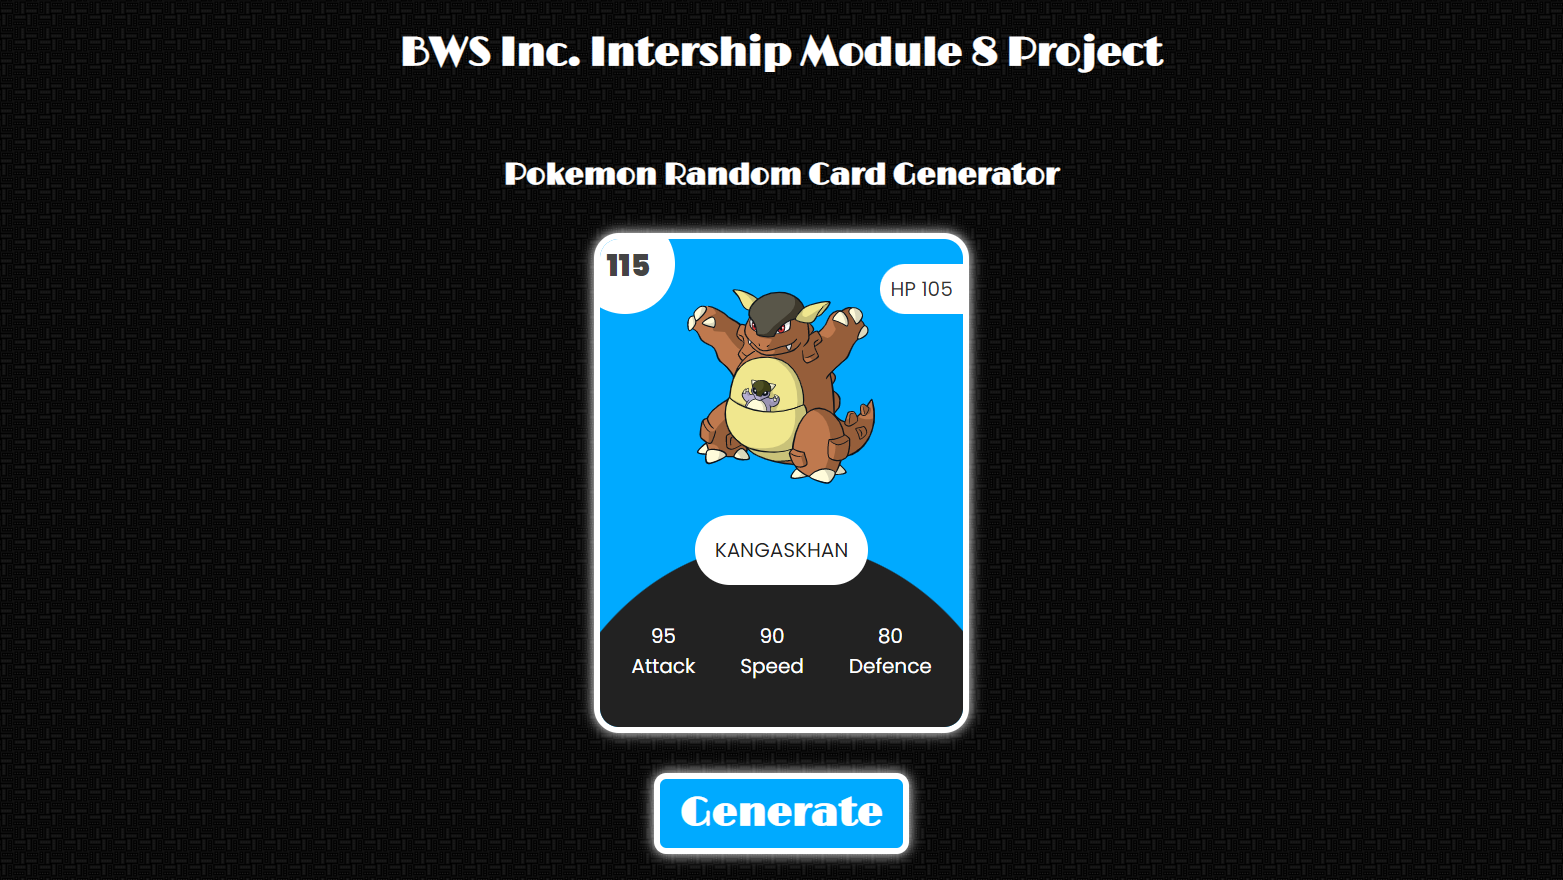 BWS Inc. Intership Module 8 Project
Pokemon Random Card Generator
115
HP 105
KANGASKHAN
95 90 80
Attack Speed Defence
Generate